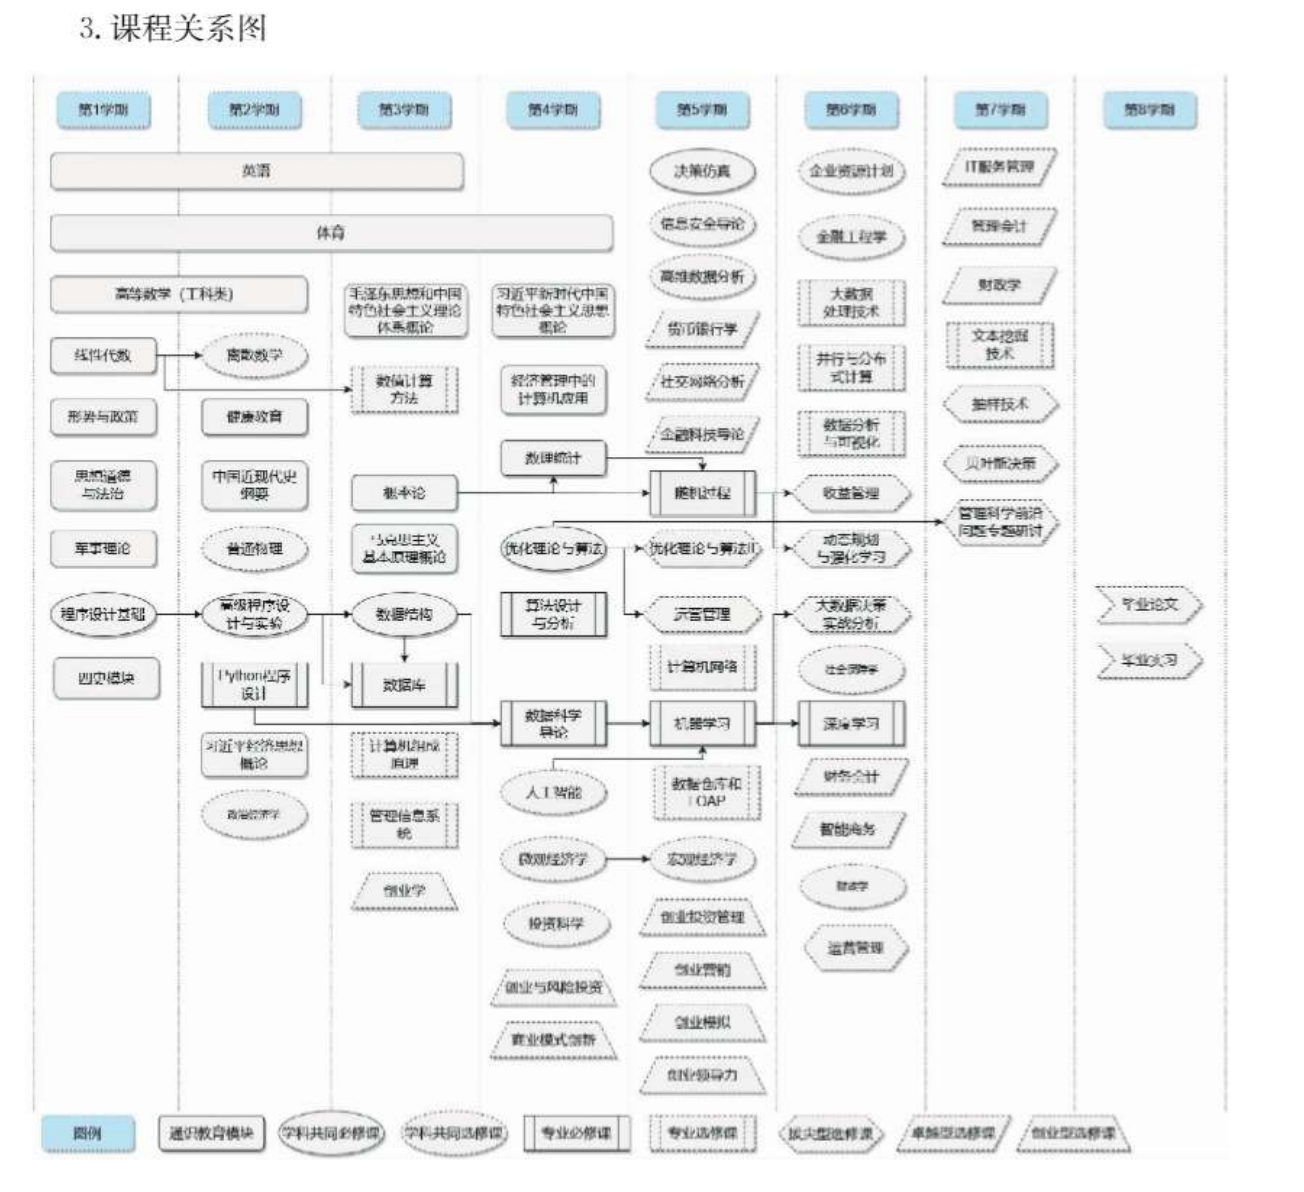 3. 课程关系图
第1学期
第2学期
第3学期
第4学期
第5学期
第6学期
第7学期
第8学期
英语
体育
高等数学（工科类）
线性代数
形势与政策
思想道德
与法治
军事理论
程序设计基础
四史模块
离散数学
健康教育
中国近现代史
纲要
普通物理
高级程序设
计与实验
Python程序
设计
习近平经济思想
概论
政治经济学
毛泽东思想和中国
特色社会主义理论
体系概论
数值计算
方法
概率论
马克思主义
基本原理概论
数据结构
数据库
计算机组成
原理
管理信息系
统
创业学
习近平新时代中国
特色社会主义思想
概论
经济管理中的
计算机应用
数理统计
优化理论与算法
算法设计
与分析
数据科学
导论
人工智能
微观经济学
投资科学
创业与风险投资
商业模式创新
决策仿真
信息安全导论
高维数据分析
货币银行学
社交网络分析
金融科技导论
随机过程
优化理论与算法II
运营管理
计算机网络
机器学习
数据仓库和
宏观经济学
创业投资管理
创业营销
创业模拟
创业领导力
企业资源计划
金融工程学
大数据
处理技术
并行与分布
式计算
数据分析
与可视化
收益管理
动态规划
与强化学习
大数据决策
实战分析
深度学习
财务会计
智能商务
财政学
运营管理
IT服务管理
管理会计
财政学
文本挖掘
技术
抽样技术
贝叶斯决策
管理科学前沿
问题专题研讨
毕业论文
毕业实习
图例
通识教育模块
学科共同必修课
学科共同选修课
专业必修课
专业选修课
拔尖型选修课
卓越型选修课
创业型选修课